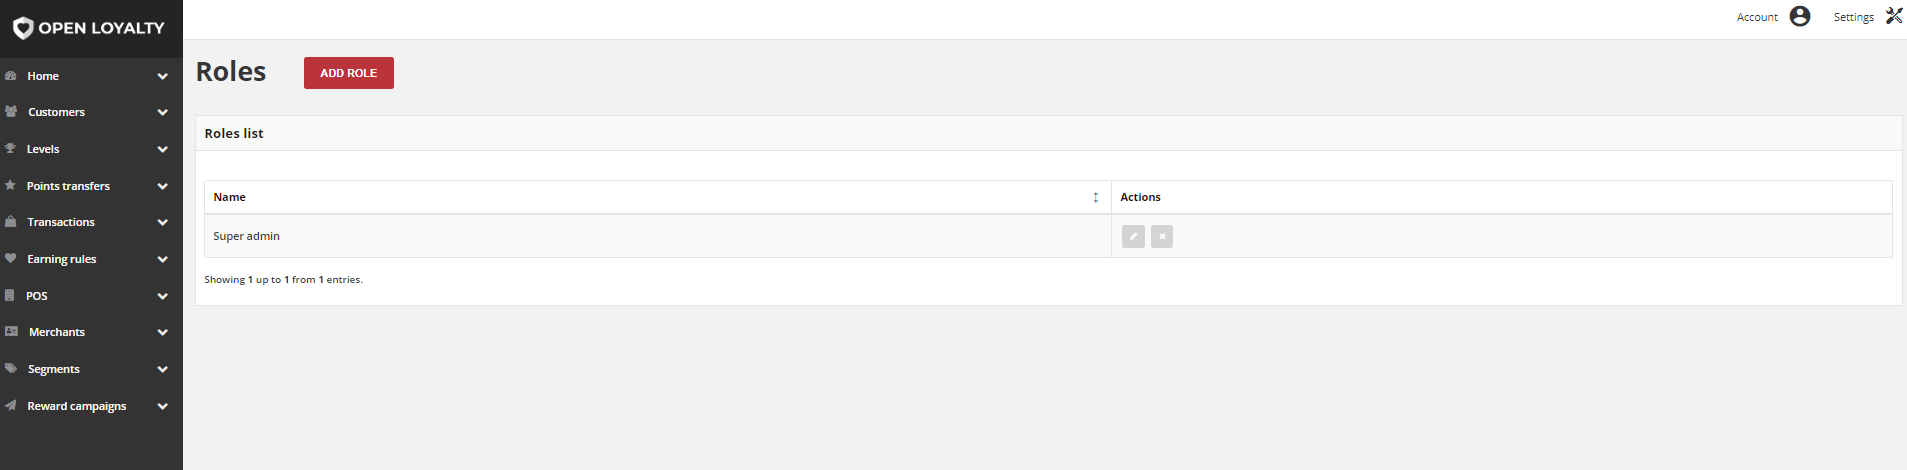 OPEN LOYALTY
Account
Settings
Home
Customers
Levels
Points transfers
Transactions
Earning rules
POS
Merchants
Segments
Reward campaigns
Roles
ADD ROLE
Roles list
Name
Actions
Super admin
Showing 1 up to 1 from 1 entries.